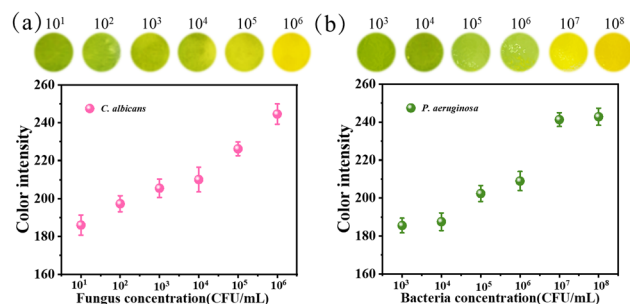 (a) 10¹ 10² 10³ 10⁴ 10⁵ 10⁶
260
240
220
200
180
160
Color intensity
C. albicans
10¹ 10² 10³ 10⁴ 10⁵ 10⁶
Fungus concentration(CFU/mL)
(b) 10³ 10⁴ 10⁵ 10⁶ 10⁷ 10⁸
260
240
220
200
180
160
Color intensity
P. aeruginosa
10³ 10⁴ 10⁵ 10⁶ 10⁷ 10⁸
Bacteria concentration(CFU/mL)